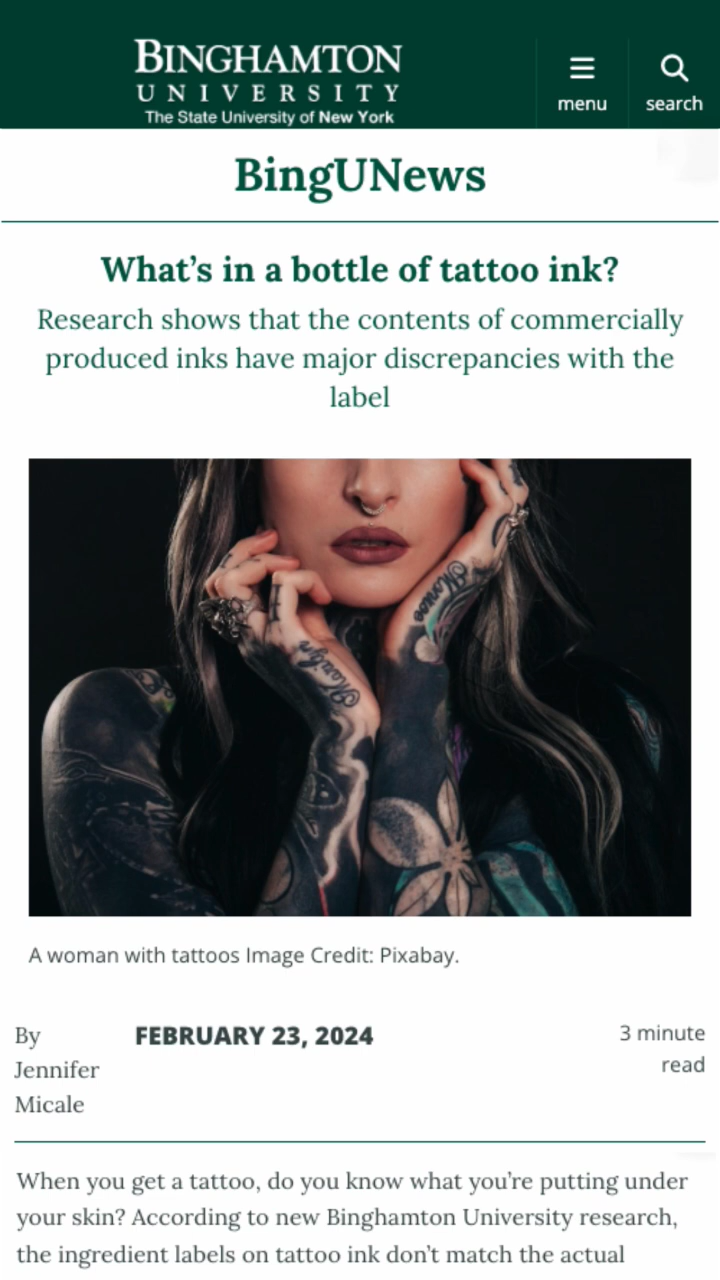 BINGHAMTON
UNIVERSITY
The State University of New York
menu
search
BingUNews
What's in a bottle of tattoo ink?
Research shows that the contents of commercially
produced inks have major discrepancies with the
label
Marilyn
Monroe
A woman with tattoos Image Credit: Pixabay.
By
Jennifer
Micale
FEBRUARY 23, 2024
3 minute
read
When you get a tattoo, do you know what you're putting under
your skin? According to new Binghamton University research,
the ingredient labels on tattoo ink don't match the actual